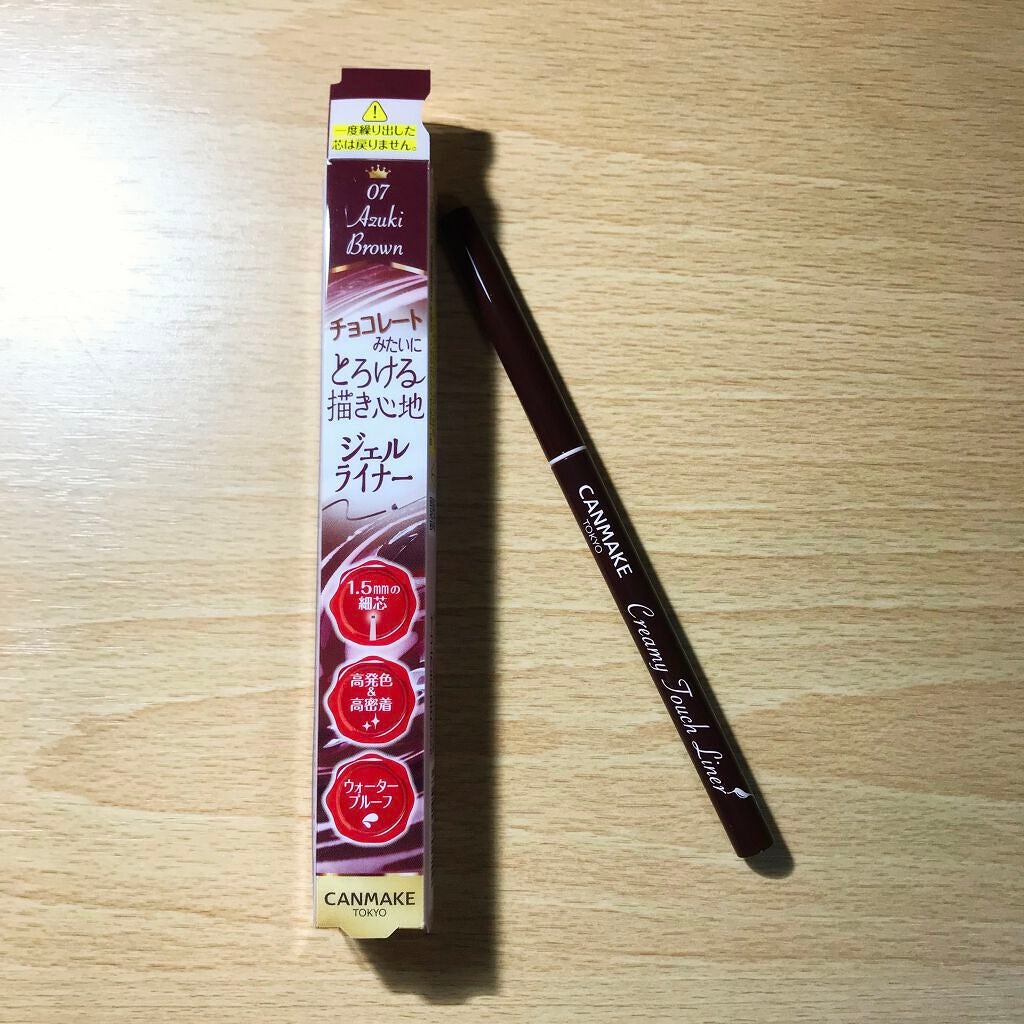 一度繰り出した
芯は戻りません。
07
Azuki
Brown
チョコレート
みたいに
とろける
描き心地
ジェル
ライナー
1.5mmの
細芯
高発色
&
高密着
ウォーター
プルーフ
CANMAKE
TOKYO
CANMAKE
TOKYO
Creamy Touch Liner